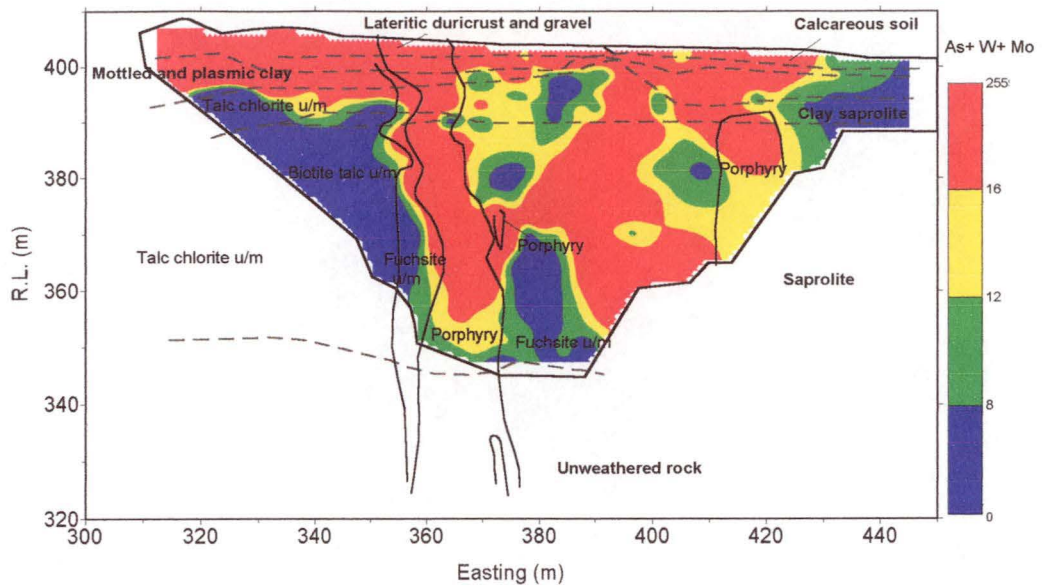 Lateritic duricrust and gravel
Calcareous soil
As+ W+ Mo
400
Mottled and plasmic clay
255
Talc chlorite u/m
Clay saprolite
380
Biotite talc u/m
Porphyry
16
Talc chlorite u/m
Fuchsite
u/m
Porphyry
Saprolite
R.L. (m)
360
12
Porphyry
Fuchsite u/m
340
8
Unweathered rock
320
0
300
320
340
360
380
400
420
440
Easting (m)